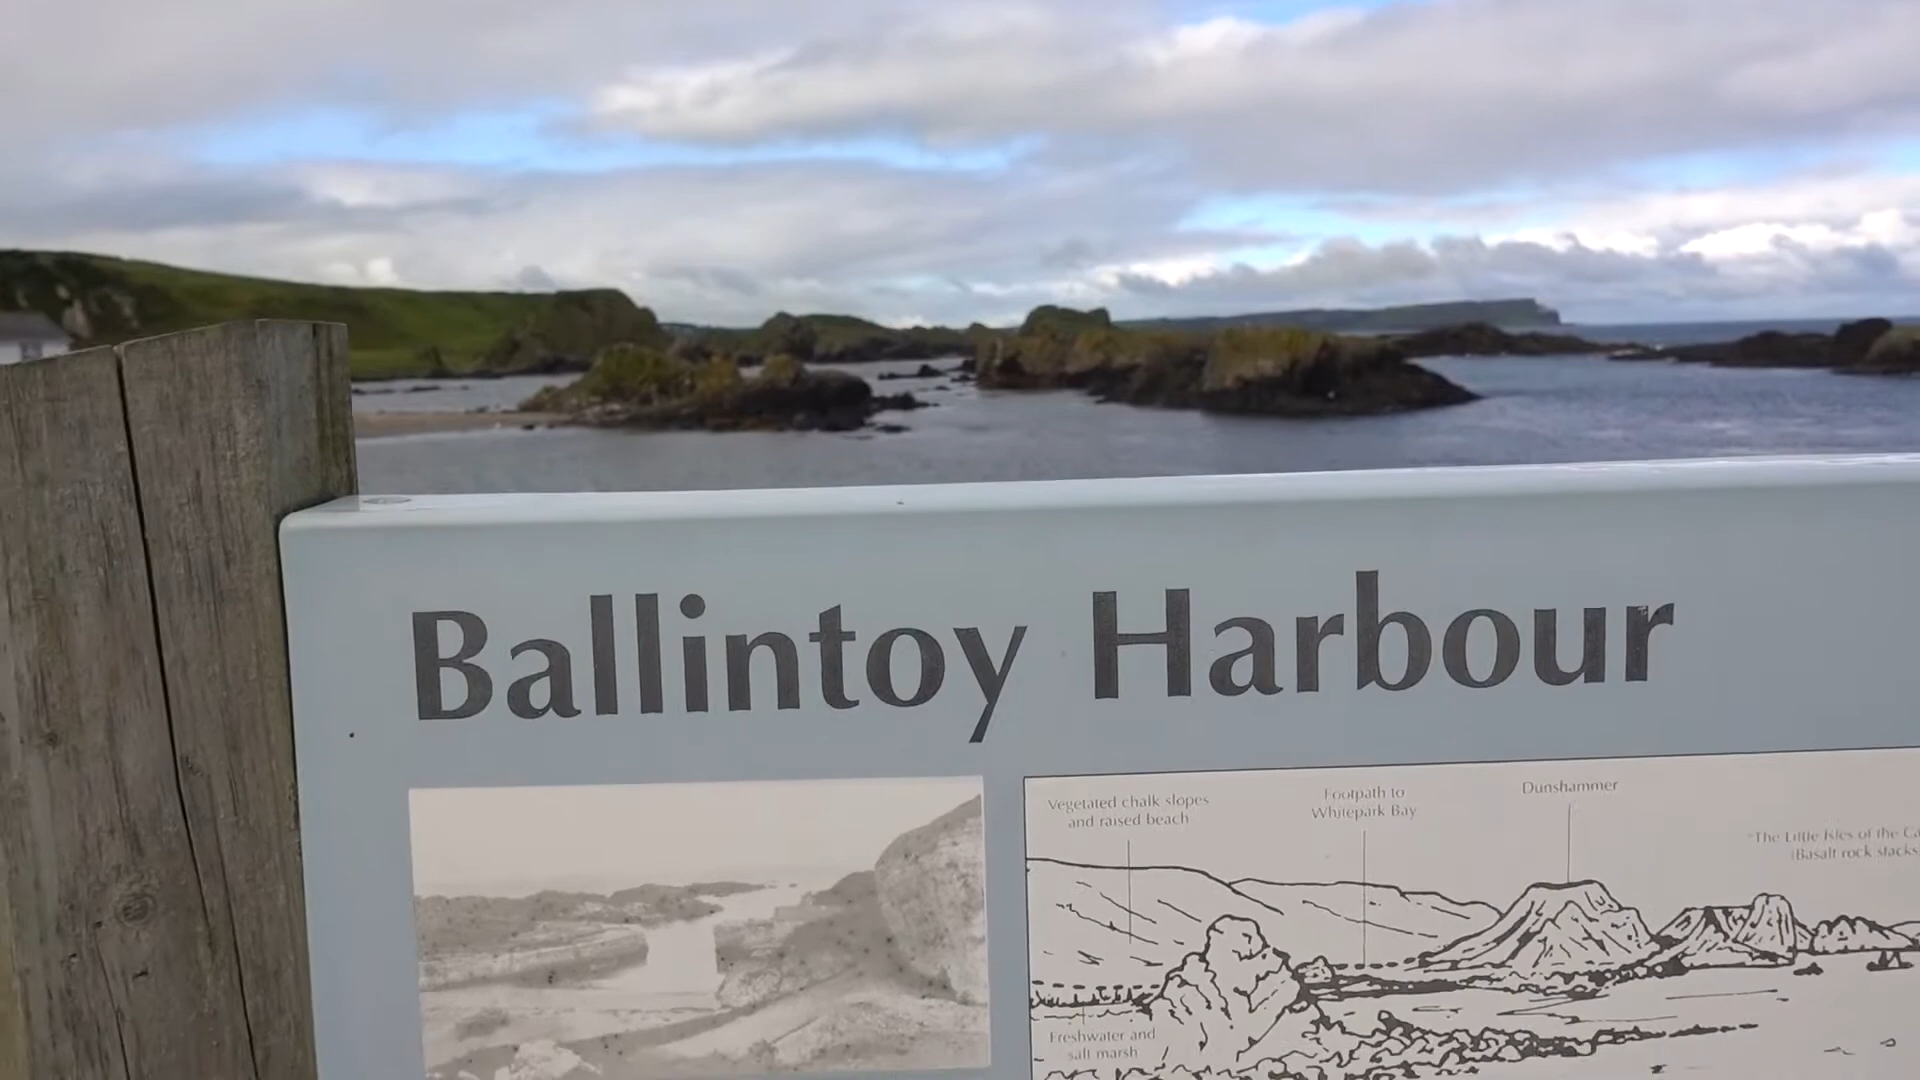 Ballintoy Harbour
Vegetated chalk slopes
and raised beach
Footpath to
Whitepark Bay
Dunshammer
"The Little Isles of the
(Basalt rock stacks
Freshwater and
salt marsh